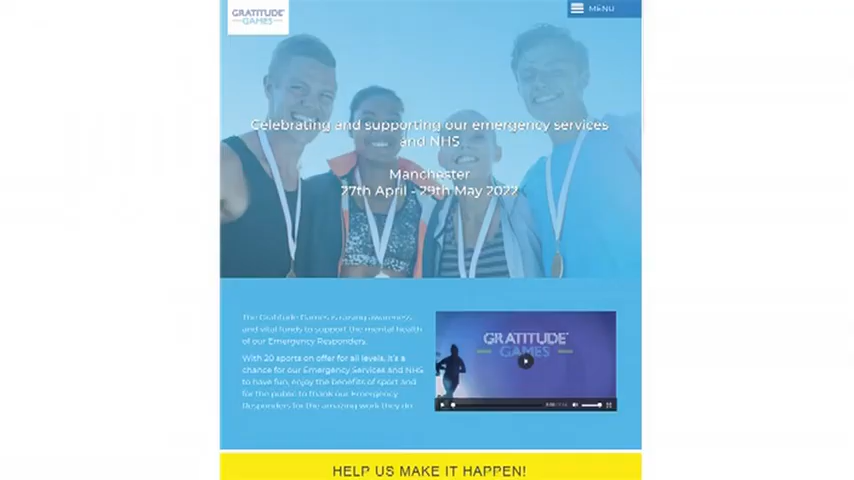 GRATITUDE
GAMES
MENU
Celebrating and supporting our emergency services
and NHS
Manchester
27th April - 29th May 2022
The Gratitude Games is raising awareness
and vital funds to support the mental health
of our Emergency Responders.
With 20 sports on offer for all levels, it's a
chance for our Emergency Services and NHS
to have fun, enjoy the benefits of sport and
for the public to thank our Emergency
Responders for the amazing work they do
GRATITUDE
GAMES
HELP US MAKE IT HAPPEN!